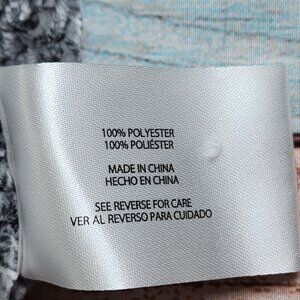 100% POLYESTER
100% POLIÉSTER
MADE IN CHINA
HECHO EN CHINA
SEE REVERSE FOR CARE
VER AL REVERSO PARA CUIDADO